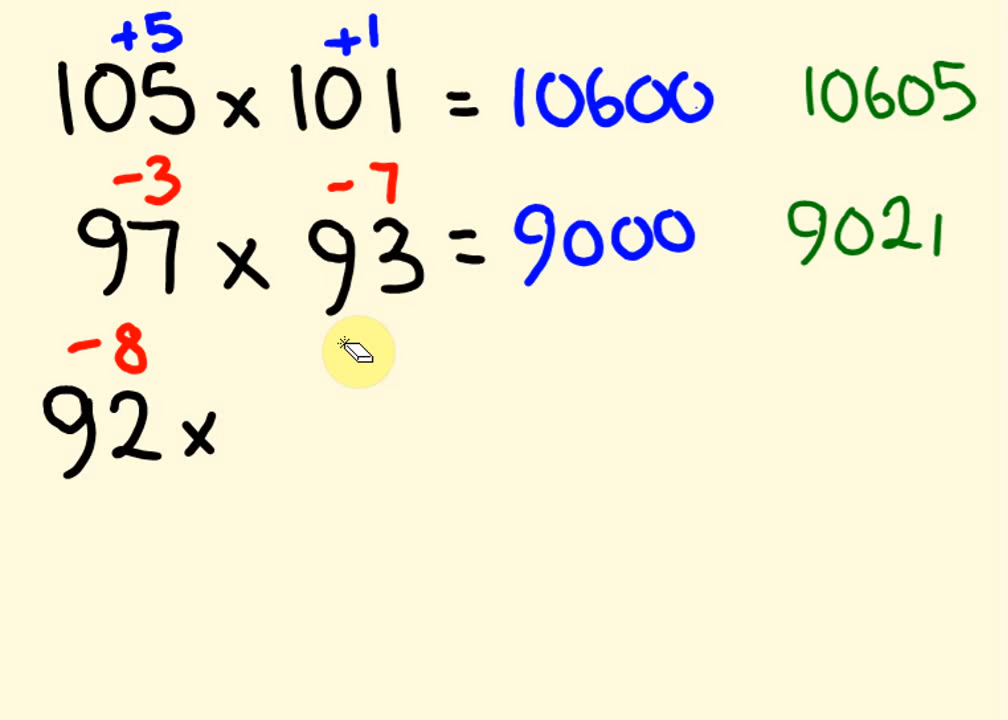 +5 +1
105 x 101 = 10600 10605
-3 -7
97 x 93 = 9000 9021
-8
92 x